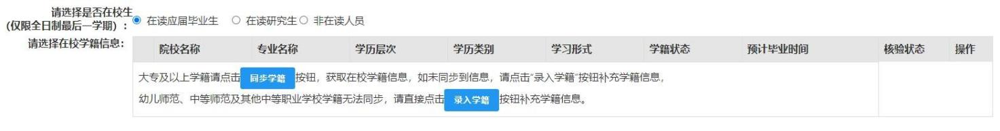 请选择是否在校生
(仅限全日制最后一学期)： 在读应届毕业生 在读研究生 非在读人员
请选择在校学籍信息：
院校名称 专业名称 学历层次 学历类别 学习形式 学籍状态 预计毕业时间 核验状态 操作
大专及以上学籍请点击 同步学籍 按钮，获取在校学籍信息，如未同步到信息，请点击“录入学籍”按钮补充学籍信息，
幼儿师范、中等师范及其他中等职业学校学籍无法同步，请直接点击 录入学籍 按钮补充学籍信息。